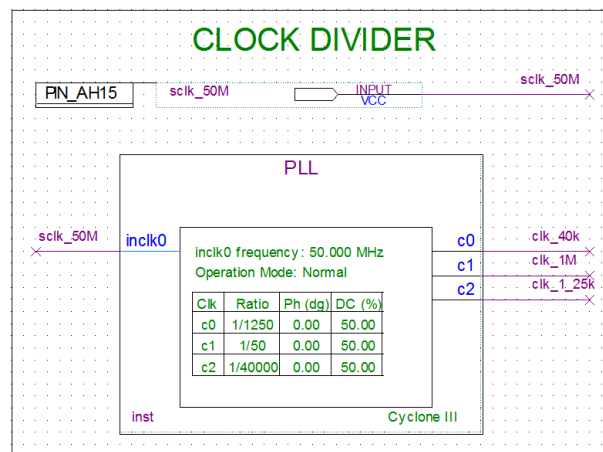 CLOCK DIVIDER
PIN_AH15
sclk_50M
INPUT
VCC
sclk_50M
PLL
sclk_50M
inclk0
inclk0 frequency: 50.000 MHz
Operation Mode: Normal
Clk Ratio Ph (dg) DC (%)
c0 1/1250 0.00 50.00
c1 1/50 0.00 50.00
c2 1/40000 0.00 50.00
c0 clk_40k
c1 clk_1M
c2 clk_1_25k
inst
Cyclone III